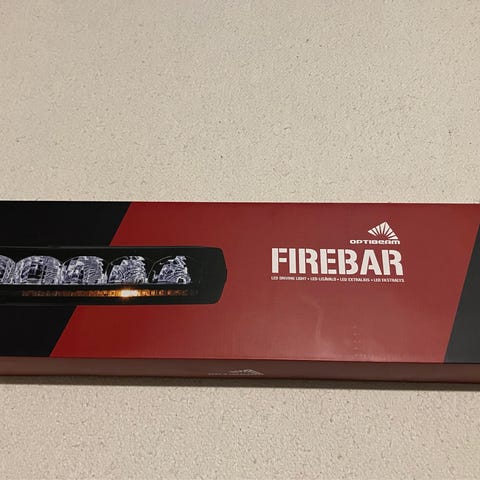 OPTIBEAM
FIREBAR
LED DRIVING LIGHT • LED-LISÄVALO • LED EXTRALJUS • LED EKSTRALYS